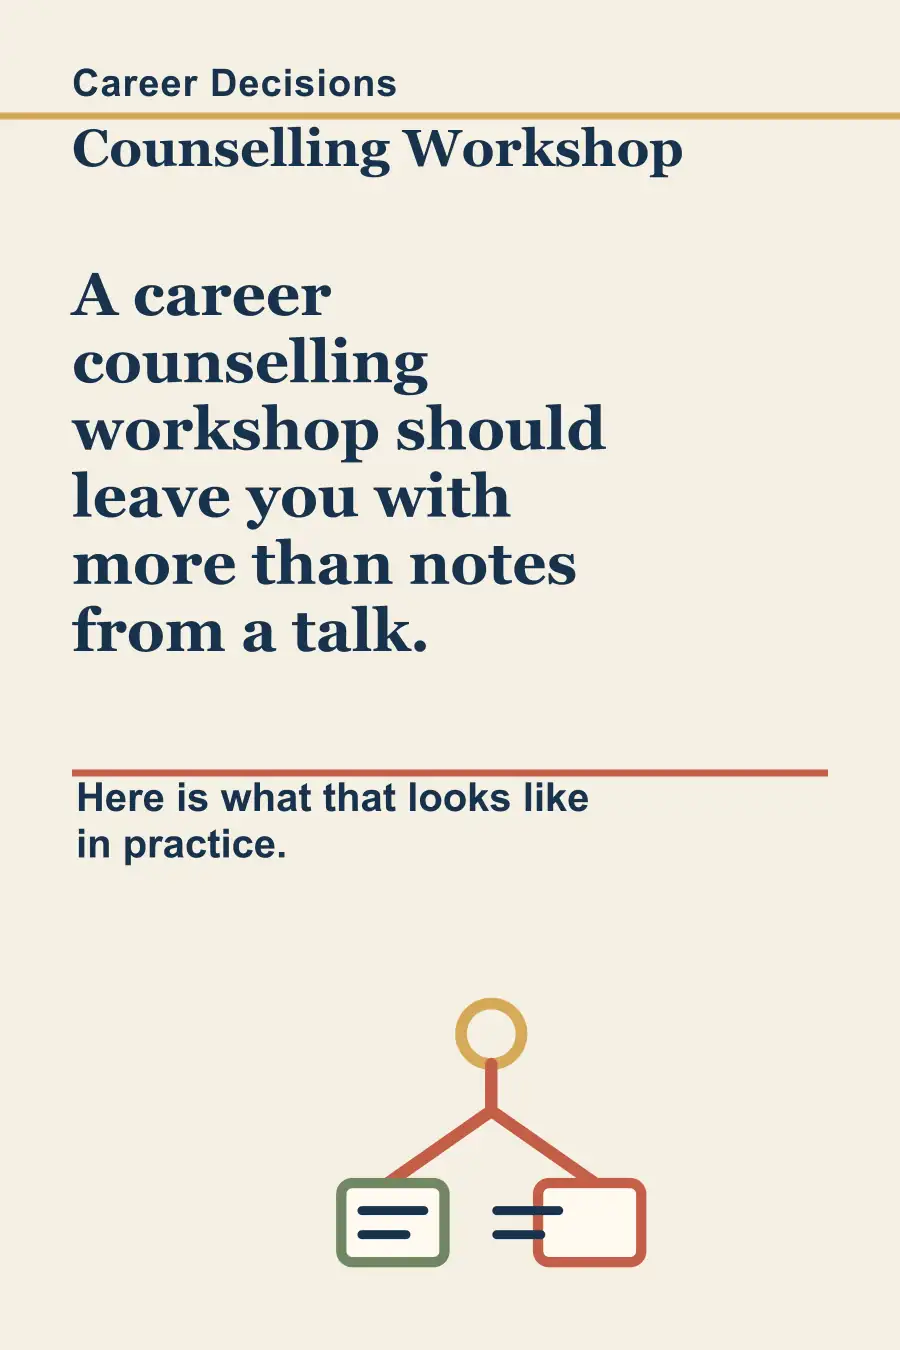 Career Decisions
Counselling Workshop
A career
counselling
workshop should
leave you with
more than notes
from a talk.
Here is what that looks like
in practice.